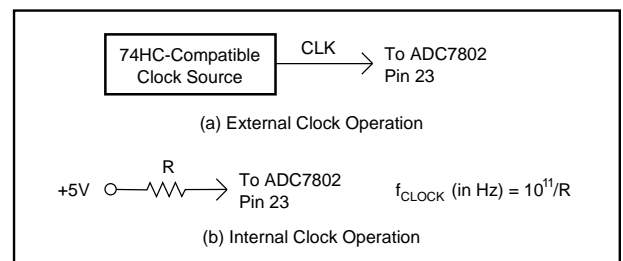 74HC-Compatible
Clock Source
CLK
To ADC7802
Pin 23
(a) External Clock Operation
+5V
R
To ADC7802
Pin 23
fCLOCK (in Hz) = 10^11/R
(b) Internal Clock Operation